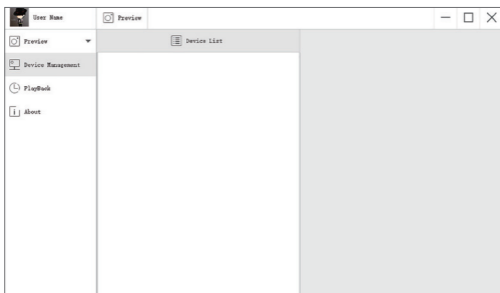 User Name
Preview
Preview
Device List
Device Management
PlayBack
About